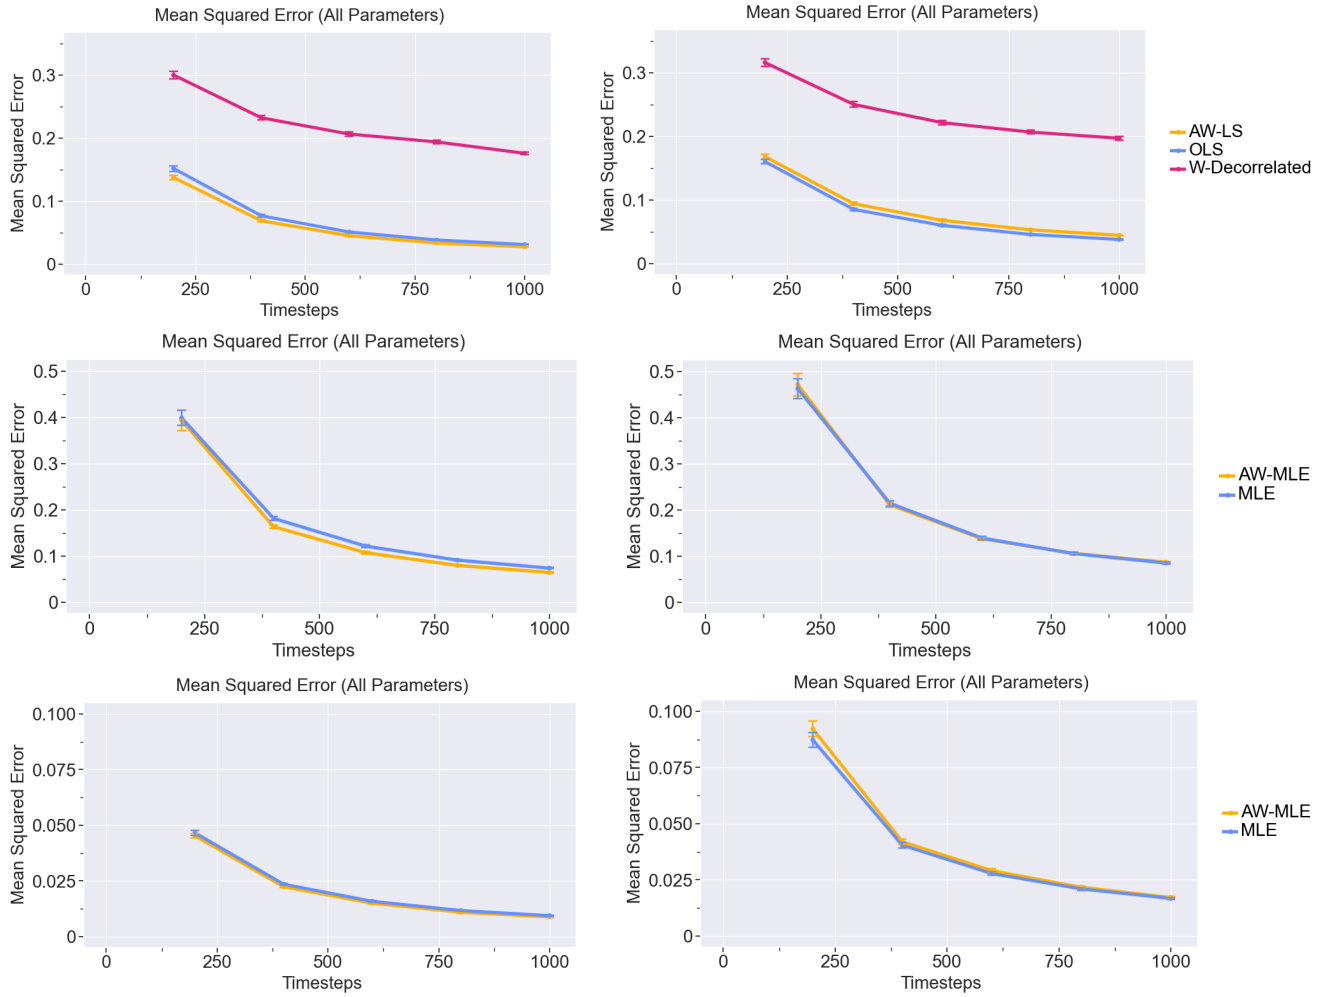 Mean Squared Error (All Parameters)
Mean Squared Error
0.3
0.2
0.1
0
0 250 500 750 1000
Timesteps
Mean Squared Error (All Parameters)
Mean Squared Error
0.3
0.2
0.1
0
0 250 500 750 1000
Timesteps
AW-LS
OLS
W-Decorrelated
Mean Squared Error (All Parameters)
Mean Squared Error
0.5
0.4
0.3
0.2
0.1
0
0 250 500 750 1000
Timesteps
Mean Squared Error (All Parameters)
Mean Squared Error
0.5
0.4
0.3
0.2
0.1
0
0 250 500 750 1000
Timesteps
AW-MLE
MLE
Mean Squared Error (All Parameters)
Mean Squared Error
0.100
0.075
0.050
0.025
0
0 250 500 750 1000
Timesteps
Mean Squared Error (All Parameters)
Mean Squared Error
0.100
0.075
0.050
0.025
0
0 250 500 750 1000
Timesteps
AW-MLE
MLE